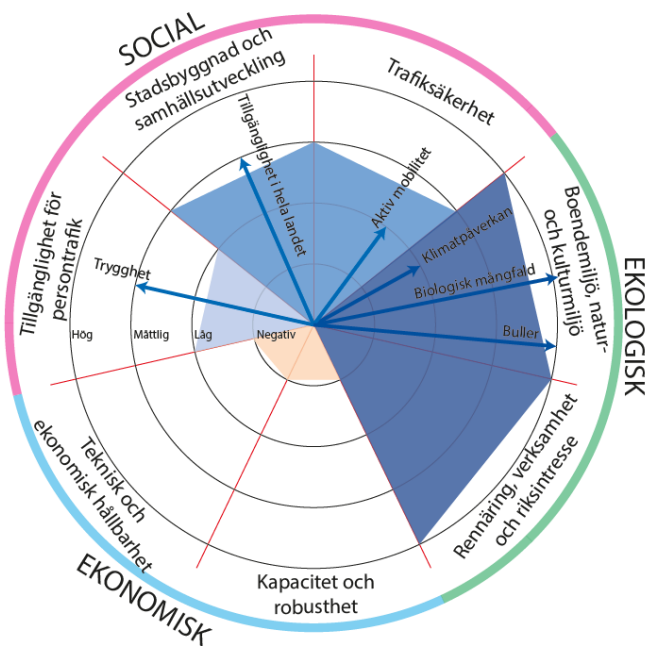 SOCIAL
Stadsbyggnad och
samhällsutveckling
Trafiksäkerhet
Tillgänglighet för
persontrafik
Tillgänglighet i hela landet
Aktiv mobilitet
Klimatpåverkan
Biologisk mångfald
Buller
Trygghet
Boendemiljö, natur-
och kulturmiljö
EKOLOGISK
Hög
Måttlig
Låg
Negativ
Rennäring, verksamhet
och riksintresse
Teknisk och
ekonomisk hållbarhet
EKONOMISK
Kapacitet och
robusthet